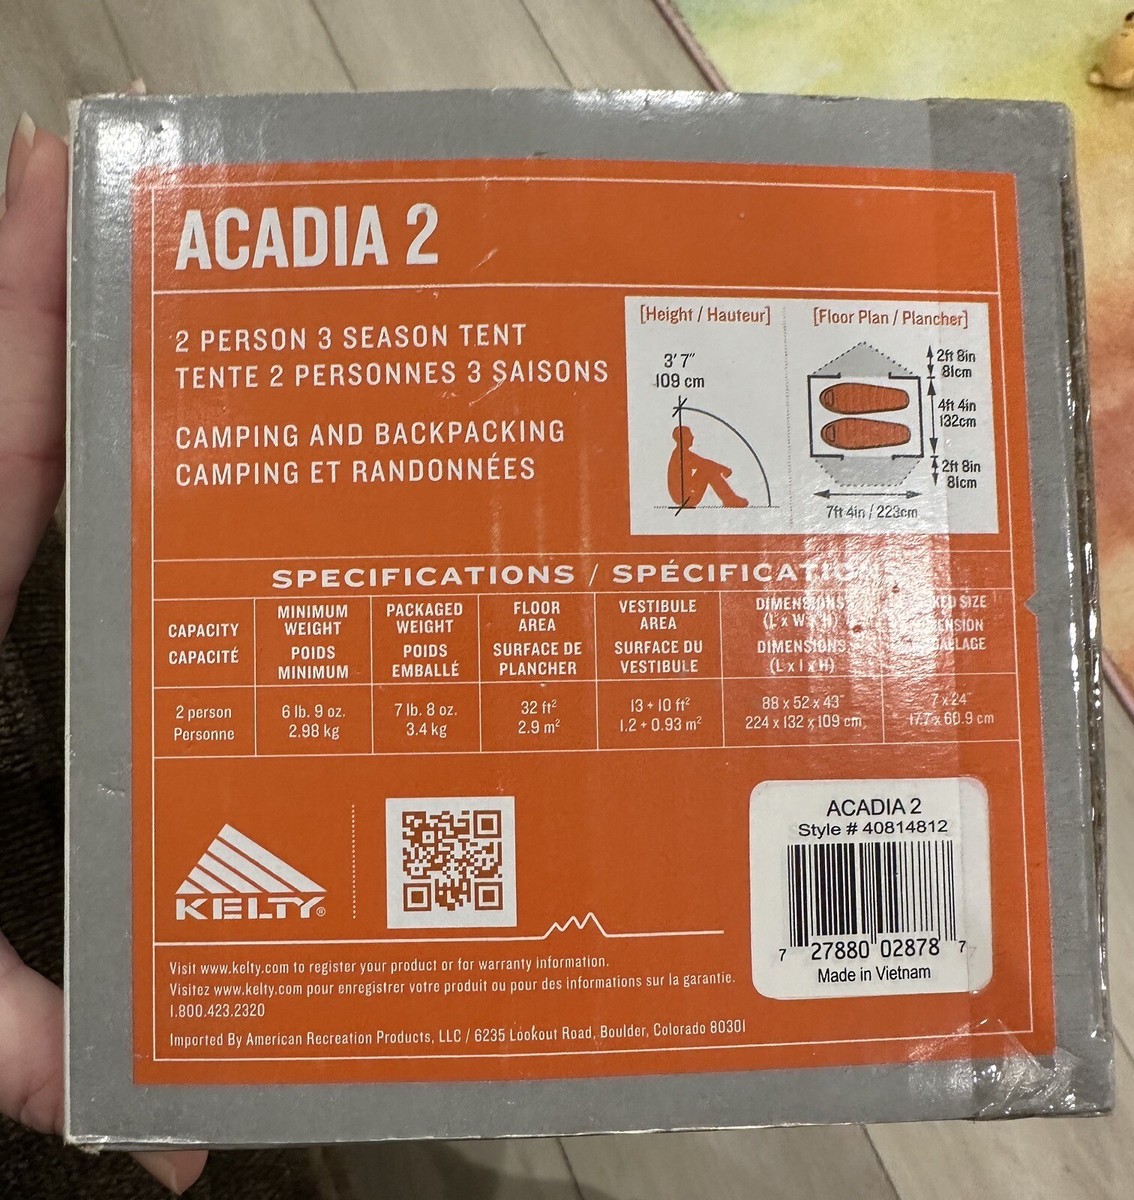 ACADIA 2
2 PERSON 3 SEASON TENT
TENTE 2 PERSONNES 3 SAISONS
CAMPING AND BACKPACKING
CAMPING ET RANDONNÉES
[Height / Hauteur]
3' 7"
109 cm
[Floor Plan / Plancher]
2ft 8in
81cm
4ft 4in
132cm
2ft 8in
81cm
7ft 4in / 223cm
SPECIFICATIONS / SPÉCIFICATIONS
CAPACITY
CAPACITÉ
MINIMUM
WEIGHT
POIDS
MINIMUM
PACKAGED
WEIGHT
POIDS
EMBALLÉ
FLOOR
AREA
SURFACE DE
PLANCHER
VESTIBULE
AREA
SURFACE DU
VESTIBULE
DIMENSIONS
(L x W x H)
DIMENSIONS
(L x l x H)
SIZE
2 person
Personne
6 lb. 9 oz.
2.98 kg
7 lb. 8 oz.
3.4 kg
32 ft²
2.9 m²
13 + 10 ft²
1.2 + 0.93 m²
88 x 52 x 43"
224 x 132 x 109 cm
7 x 24"
17.7 x 60.9 cm
KELTY®
Visit www.kelty.com to register your product or for warranty information.
Visitez www.kelty.com pour enregistrer votre produit ou pour des informations sur la garantie.
1.800.423.2320
Imported By American Recreation Products, LLC / 6235 Lookout Road, Boulder, Colorado 80301
ACADIA 2
Style # 40814812
7 27880 02878 7
Made in Vietnam